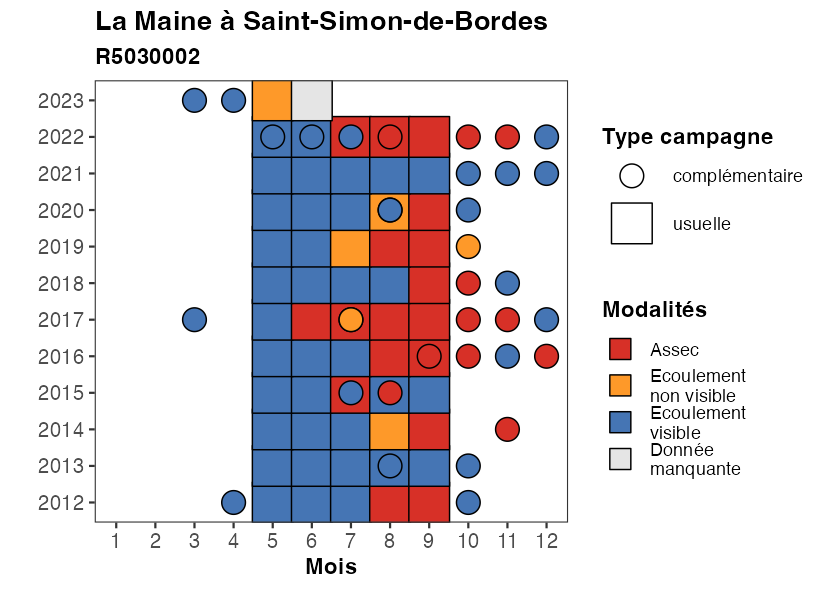 La Maine à Saint-Simon-de-Bordes
R5030002
2023
2022
2021
2020
2019
2018
2017
2016
2015
2014
2013
2012
1 2 3 4 5 6 7 8 9 10 11 12
Mois
Type campagne
complémentaire
usuelle
Modalités
Assec
Ecoulement
non visible
Ecoulement
visible
Donnée
manquante